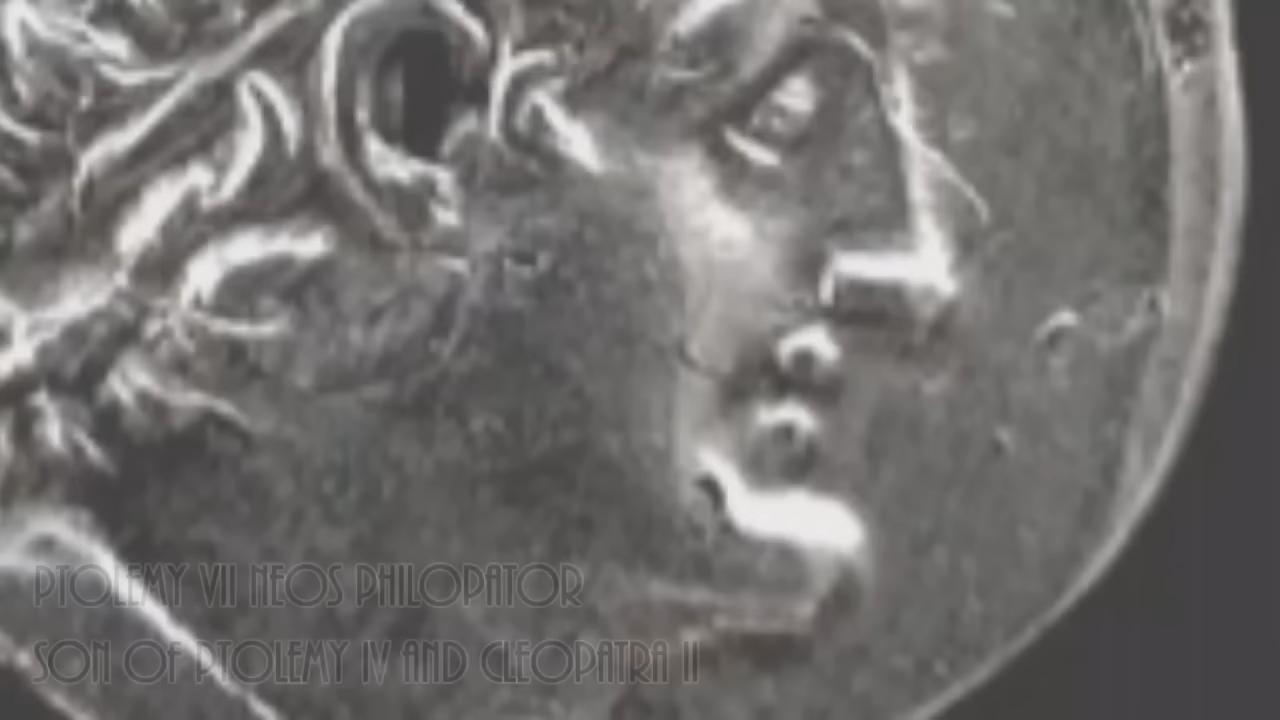 PTOLEMY VII NEOS PHILOPATOR
SON OF PTOLEMY IV AND CLEOPATRA II